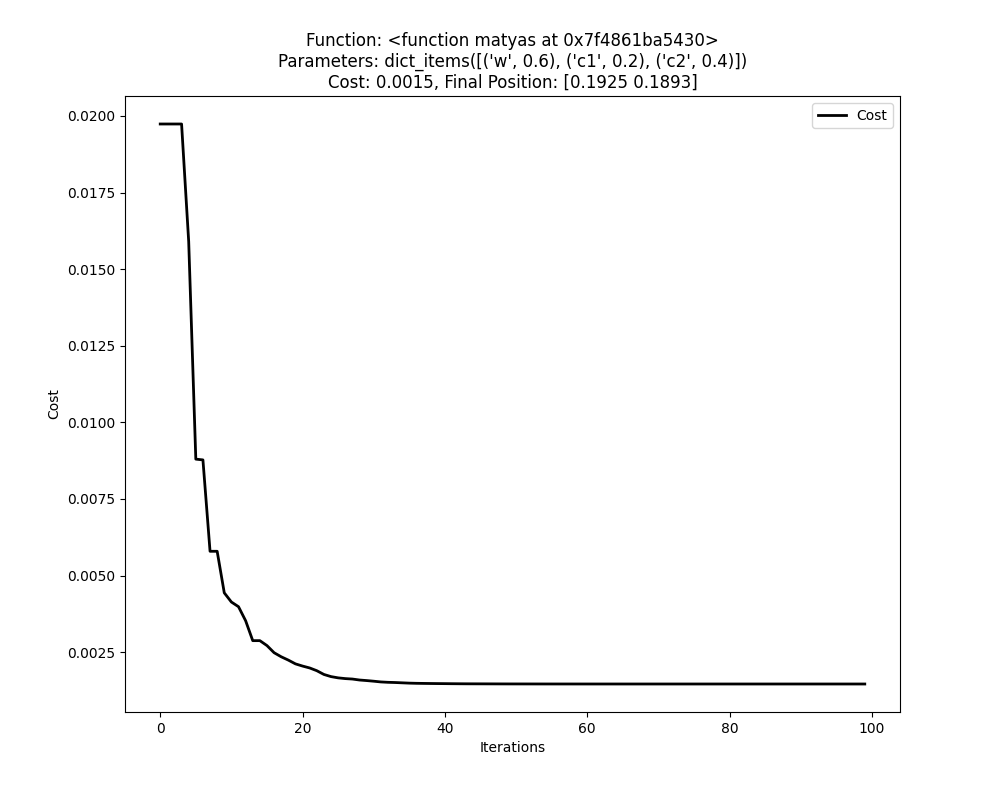 Function: <function matyas at 0x7f4861ba5430>
Parameters: dict_items([('w', 0.6), ('c1', 0.2), ('c2', 0.4)])
Cost: 0.0015, Final Position: [0.1925 0.1893]
Cost
0.0200
0.0175
0.0150
0.0125
0.0100
0.0075
0.0050
0.0025
Cost
0 20 40 60 80 100
Iterations